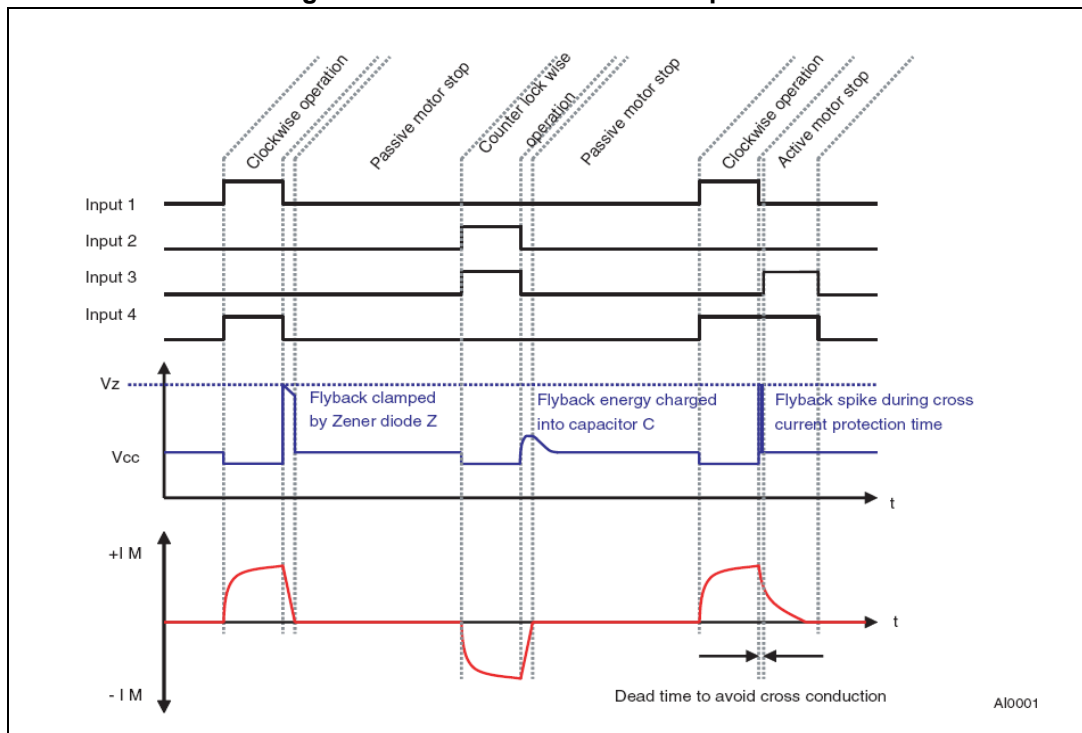 Clockwise operation
Passive motor stop
Counter lock wise
operation
Passive motor stop
Clockwise operation
Active motor stop
Input 1
Input 2
Input 3
Input 4
Vz
Flyback clamped
by Zener diode Z
Flyback energy charged
into capacitor C
Flyback spike during cross
current protection time
Vcc
t
+I M
t
- I M
Dead time to avoid cross conduction
AI0001